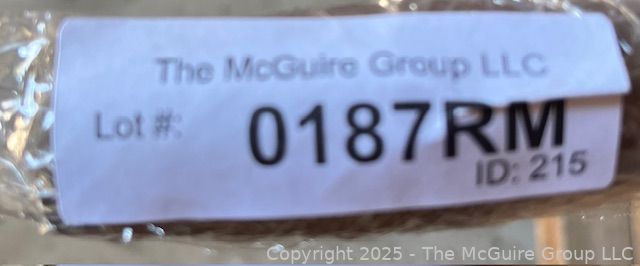 The McGuire Group LLC
Lot #: 0187RM
ID: 215
Copyright 2025 - The McGuire Group LLC